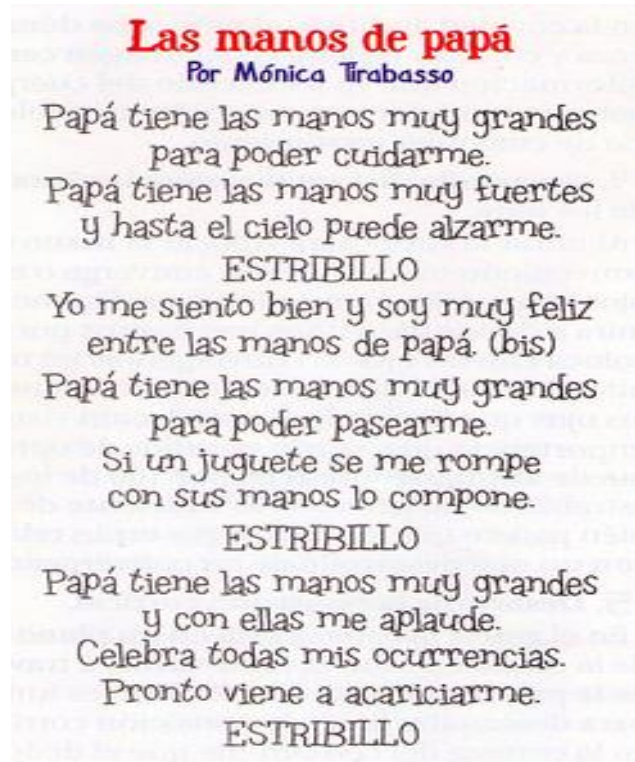 Las manos de papá
Por Mónica Tirabasso
Papá tiene las manos muy grandes
para poder cuidarme.
Papá tiene las manos muy fuertes
y hasta el cielo puede alzarme.
ESTRIBILLO
Yo me siento bien y soy muy feliz
entre las manos de papá. (bis)
Papá tiene las manos muy grandes
para poder pasearme.
Si un juguete se me rompe
con sus manos lo compone.
ESTRIBILLO
Papá tiene las manos muy grandes
y con ellas me aplaude.
Celebra todas mis ocurrencias.
Pronto viene a acariciarme.
ESTRIBILLO